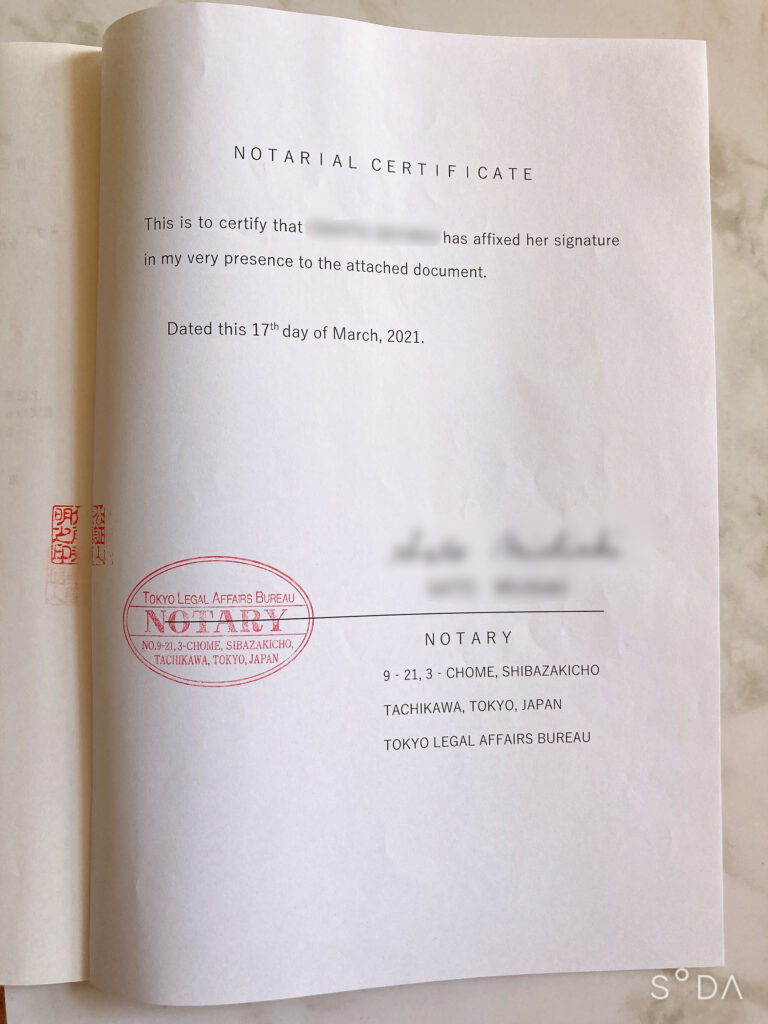 NOTARIAL CERTIFICATE
This is to certify that has affixed her signature
in my very presence to the attached document.
Dated this 17th day of March, 2021.
TOKYO LEGAL AFFAIRS BUREAU
NOTARY
NO.9-21, 3-CHOME, SIBAZAKICHO,
TACHIKAWA, TOKYO, JAPAN
NOTARY
9 - 21, 3 - CHOME, SHIBAZAKICHO
TACHIKAWA, TOKYO, JAPAN
TOKYO LEGAL AFFAIRS BUREAU
SODA